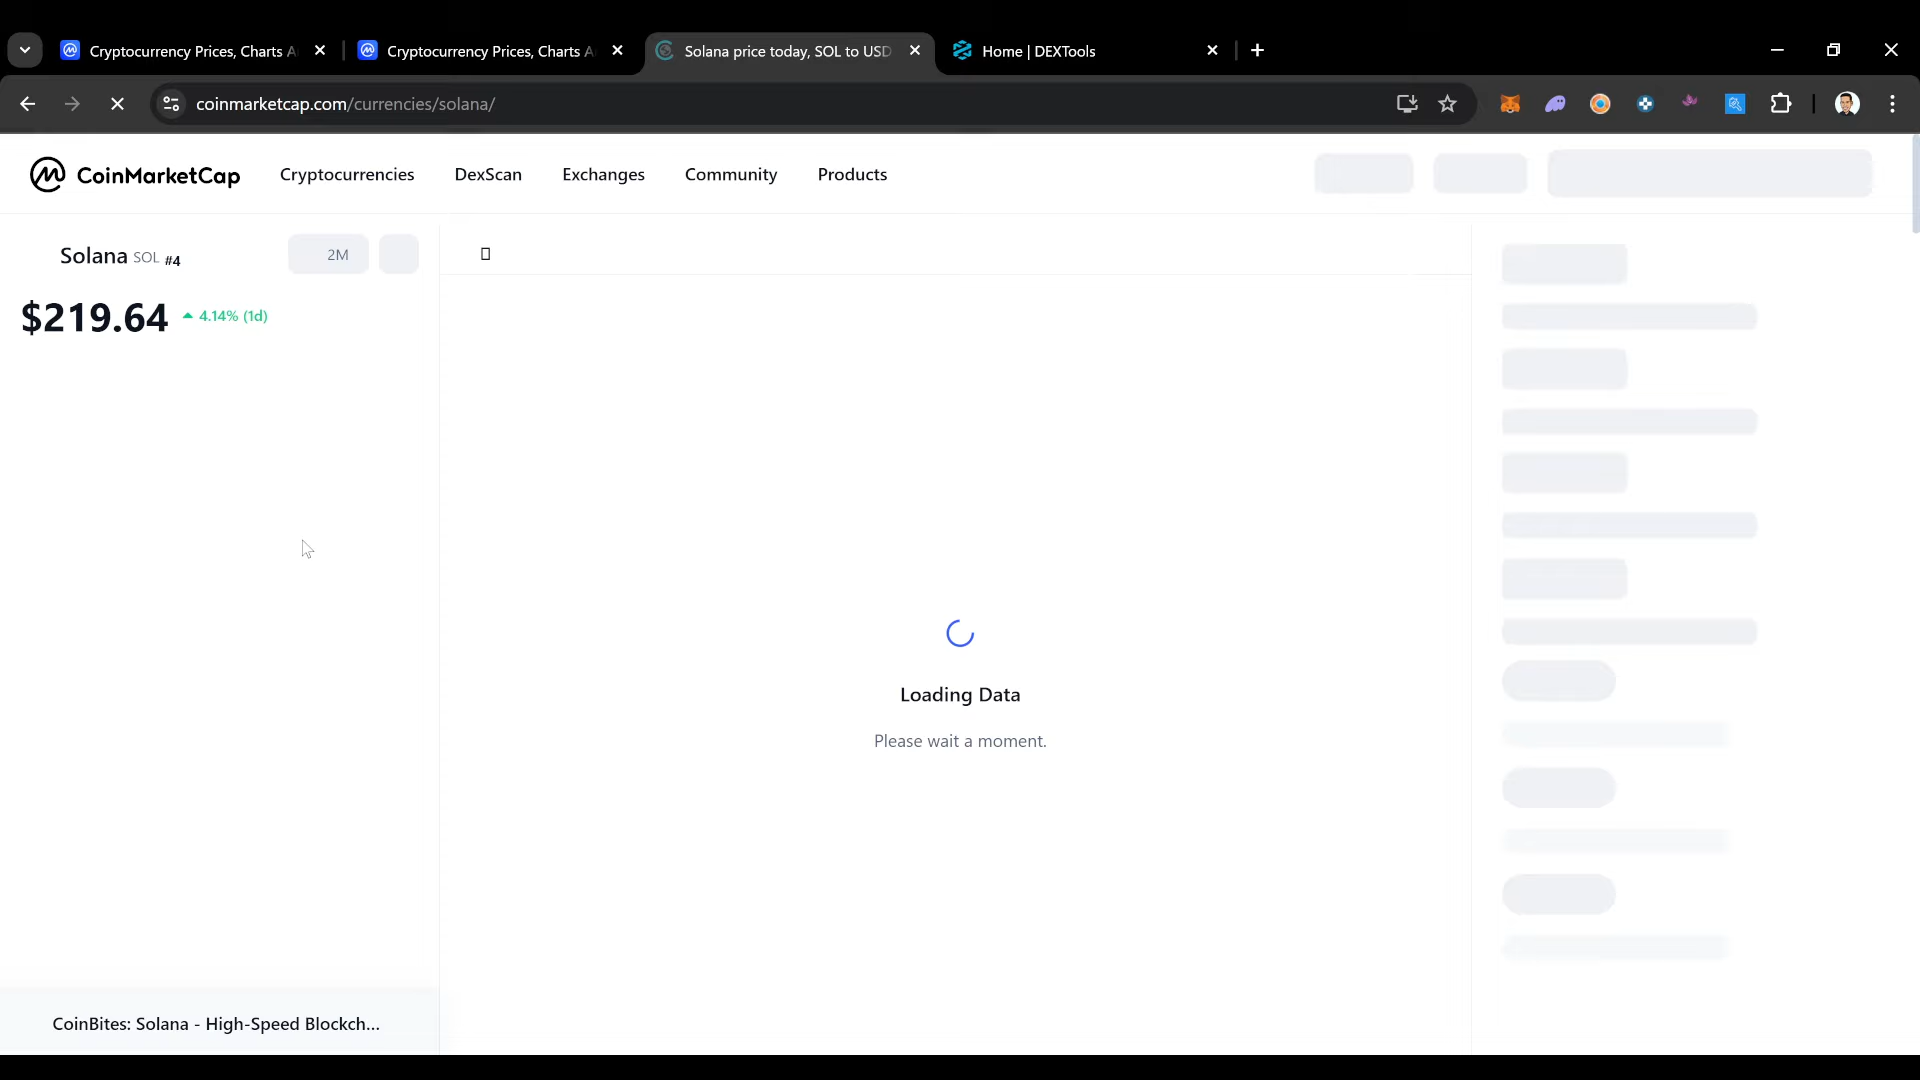 Cryptocurrency Prices, Charts A
Cryptocurrency Prices, Charts A
Solana price today, SOL to USD
Home | DEXTools
coinmarketcap.com/currencies/solana/
CoinMarketCap
Cryptocurrencies
DexScan
Exchanges
Community
Products
Solana SOL #4
2M
$219.64
4.14% (1d)
Loading Data
Please wait a moment.
CoinBites: Solana - High-Speed Blockch...